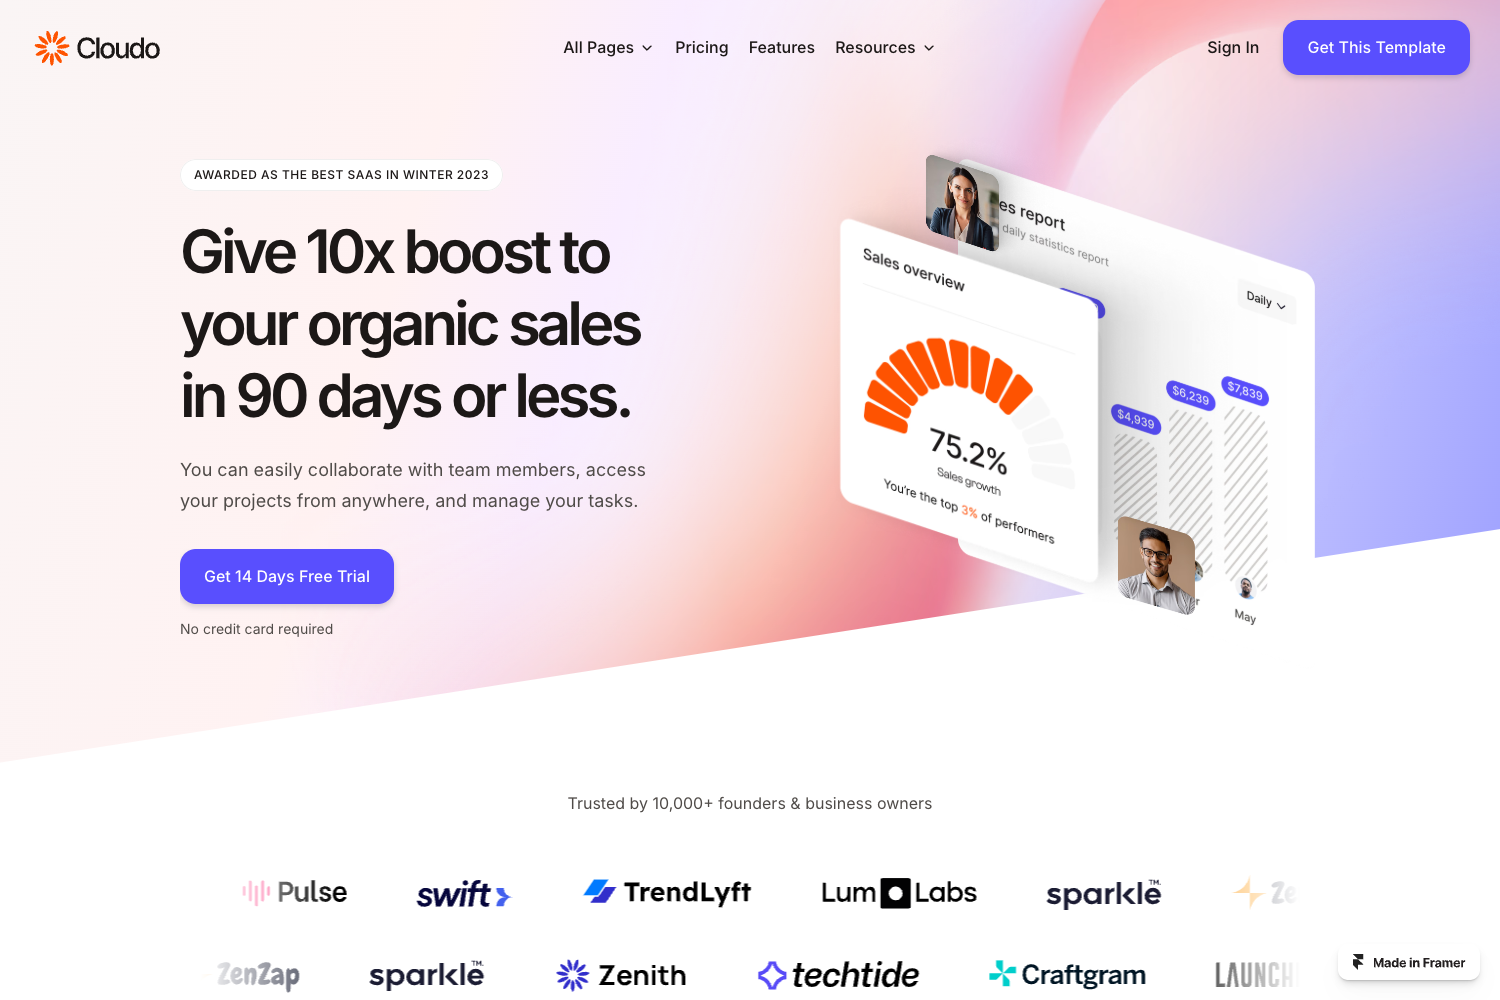 Cloudo
All Pages
Pricing
Features
Resources
Sign In
Get This Template
AWARDED AS THE BEST SAAS IN WINTER 2023
Give 10x boost to
your organic sales
in 90 days or less.
You can easily collaborate with team members, access
your projects from anywhere, and manage your tasks.
Get 14 Days Free Trial
No credit card required
es report
daily statistics report
Daily
Sales overview
75.2%
Sales growth
You're the top 3% of performers
$4,939
$6,239
$7,839
r
May
Trusted by 10,000+ founders & business owners
Pulse
swift
TrendLyft
Lum Labs
sparkle™
Ze
ZenZap
sparkle™
Zenith
techtide
Craftgram
LAUNCH
Made in Framer